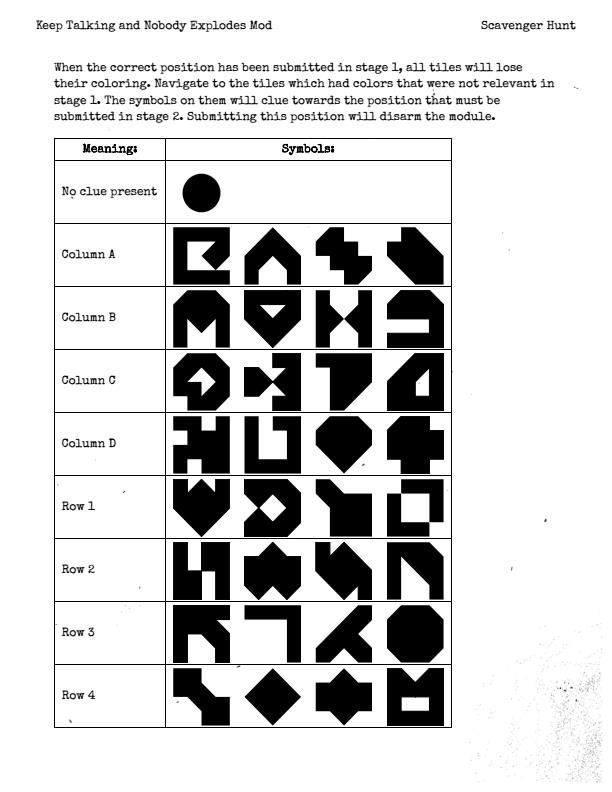 Keep Talking and Nobody Explodes Mod
Scavenger Hunt
When the correct position has been submitted in stage 1, all tiles will lose
their coloring. Navigate to the tiles which had colors that were not relevant in
stage 1. The symbols on them will clue towards the position that must be
submitted in stage 2. Submitting this position will disarm the module.
Meaning: Symbols:
No clue present
Column A
Column B
Column C
Column D
Row 1
Row 2
Row 3
Row 4